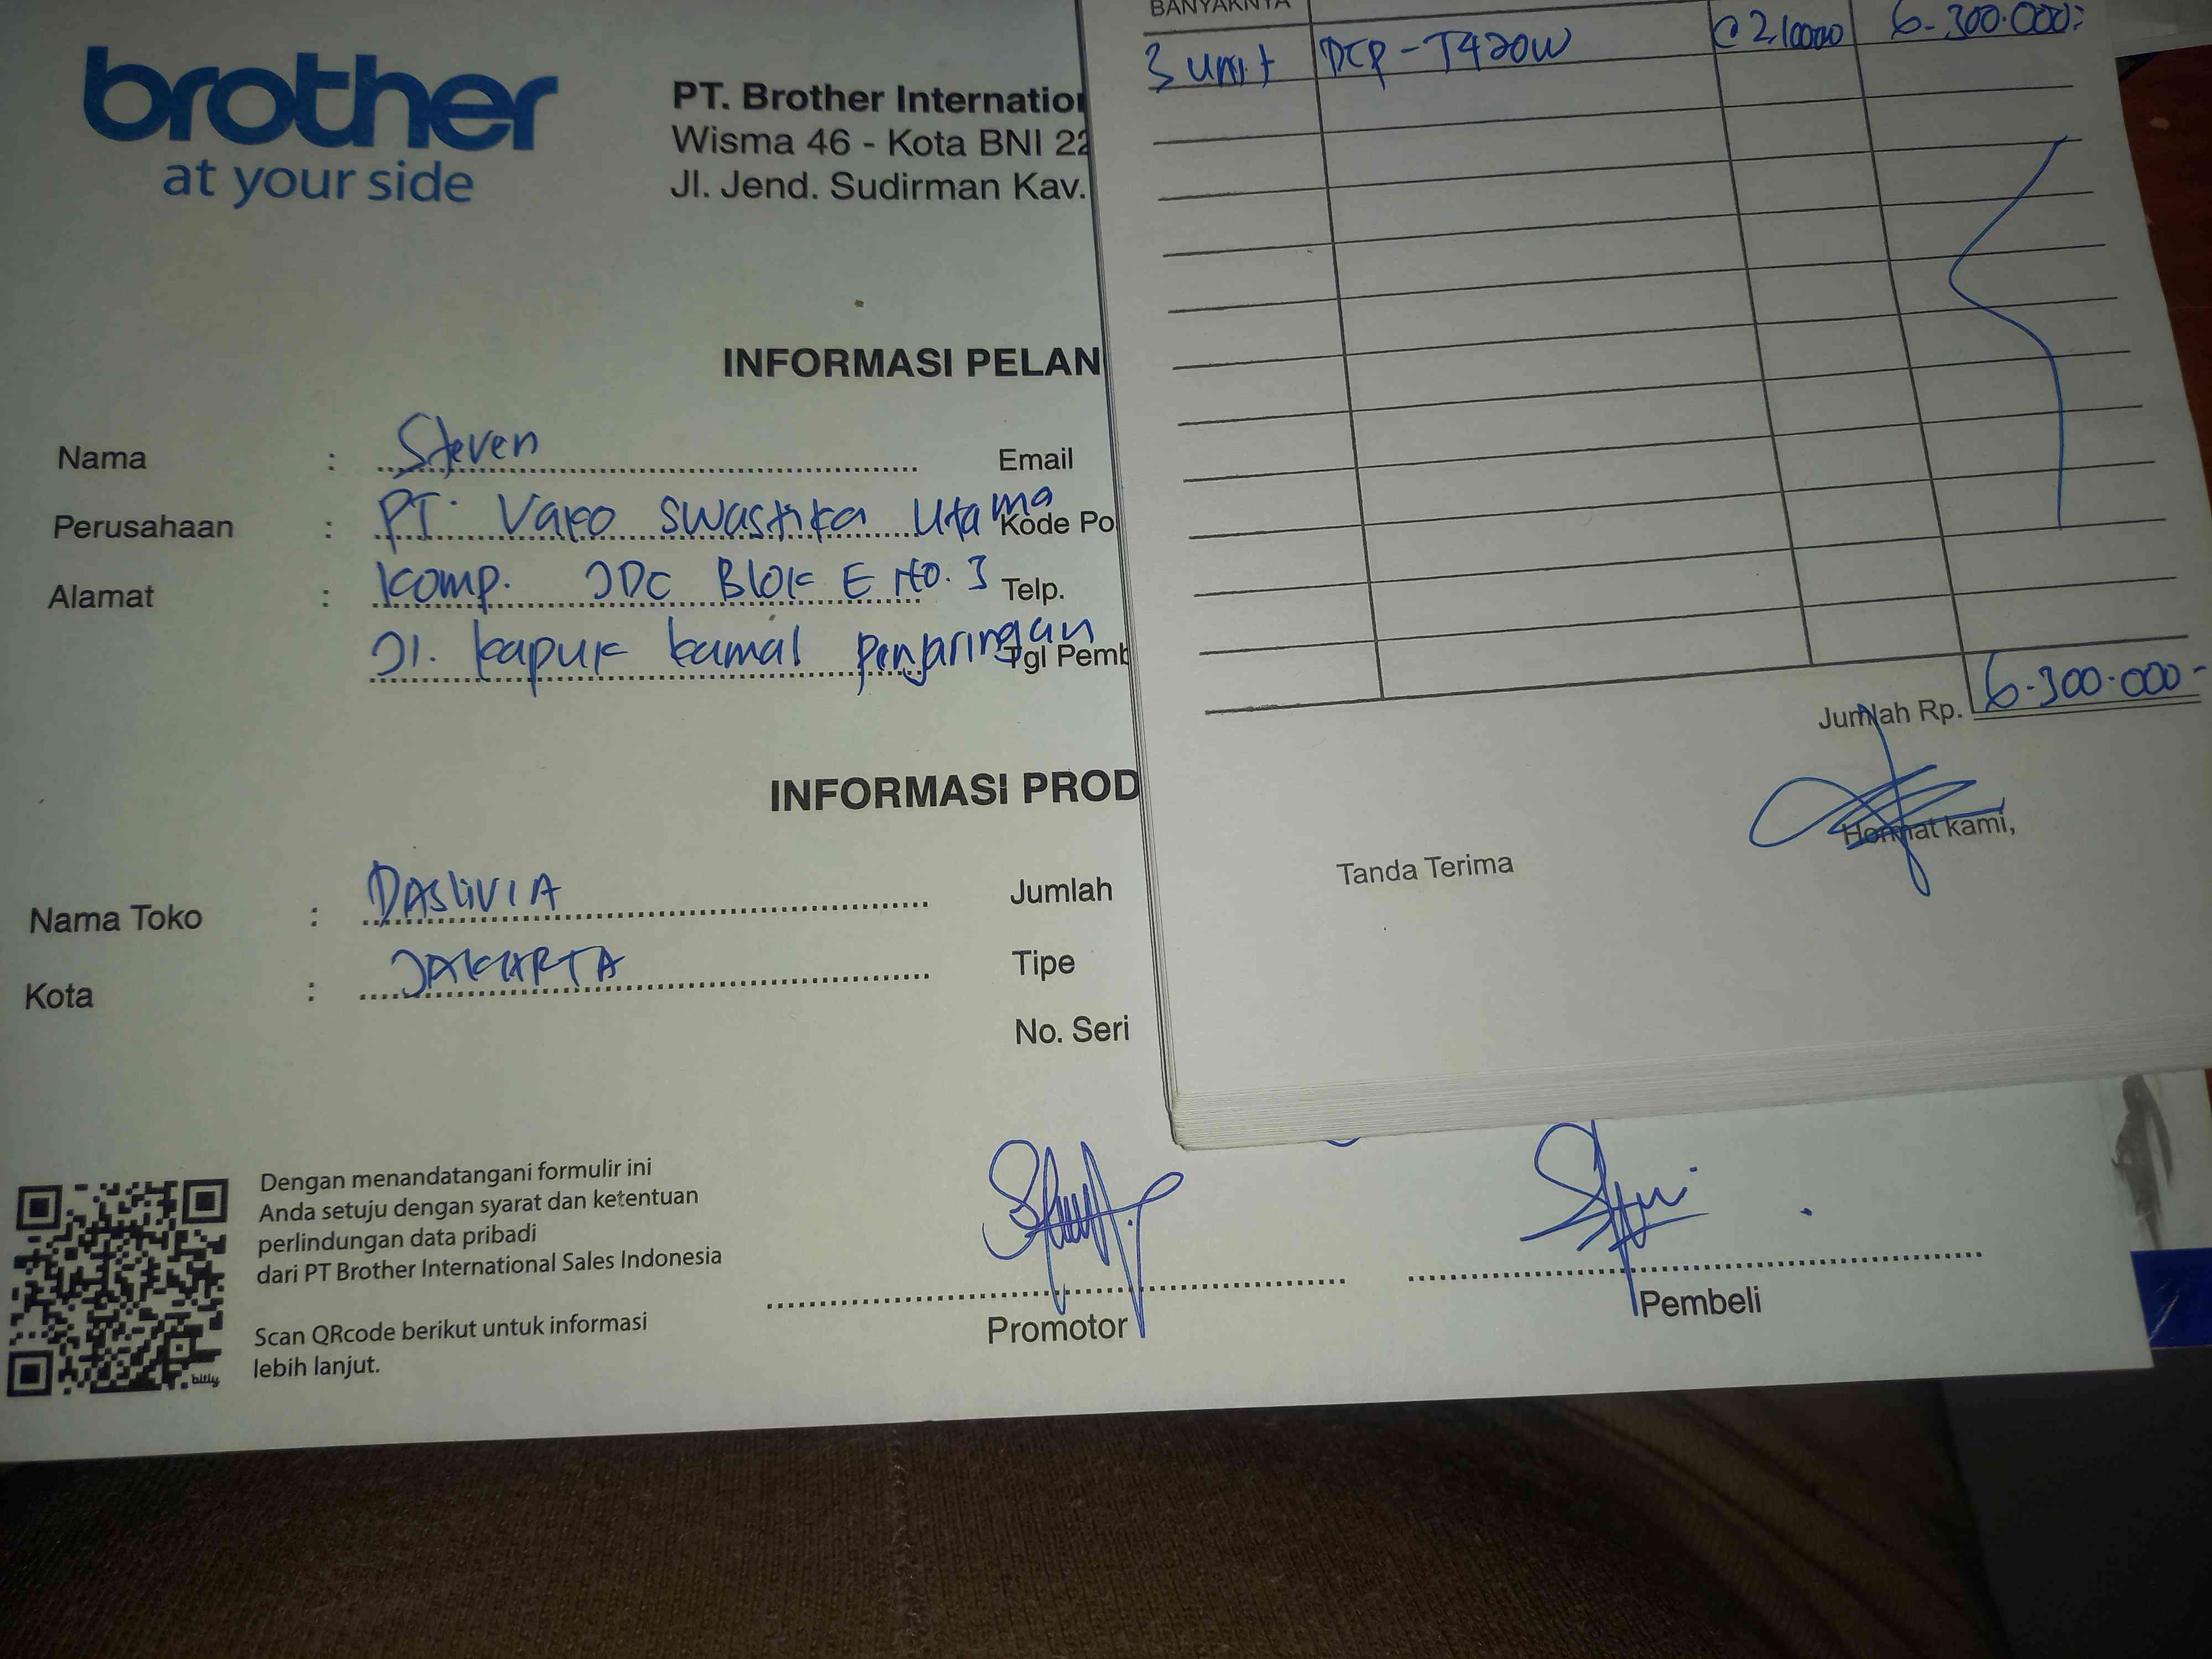 brother
at your side
PT. Brother Internation
Wisma 46 - Kota BNI 22
Jl. Jend. Sudirman Kav.
INFORMASI PELAN
Nama : Steven
Email
Perusahaan : PT. Vako Swastika Utama
Kode Po
Alamat : Komp. JDC Blok E No. 3
Telp.
Jl. kapuk kamal penjaringan
Tgl Pemb
INFORMASI PROD
Nama Toko : DASLIVIA
Jumlah
Kota : JAKARTA
Tipe
No. Seri
Dengan menandatangani formulir ini
Anda setuju dengan syarat dan ketentuan
perlindungan data pribadi
dari PT Brother International Sales Indonesia
Scan QRcode berikut untuk informasi
lebih lanjut.
bitly
Promotor
Pembeli
BANYAKNYA
3 unit DCP-T420W @ 210000 6.300.000:
Jumlah Rp. 6.300.000-
Tanda Terima
Hormat kami,